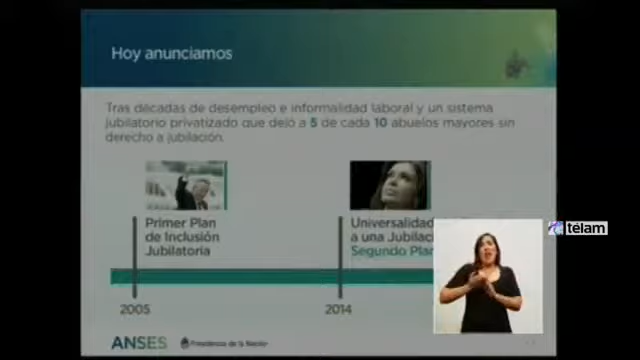 Hoy anunciamos
Tras décadas de desempleo e informalidad laboral y un sistema
jubilatorio privatizado que dejó a 5 de cada 10 abuelos mayores sin
derecho a jubilación.
Primer Plan
de Inclusión
Jubilatoria
Universalidad
a una Jubilac
Segundo Plan
2005
2014
ANSES
Presidencia de la Nación
télam